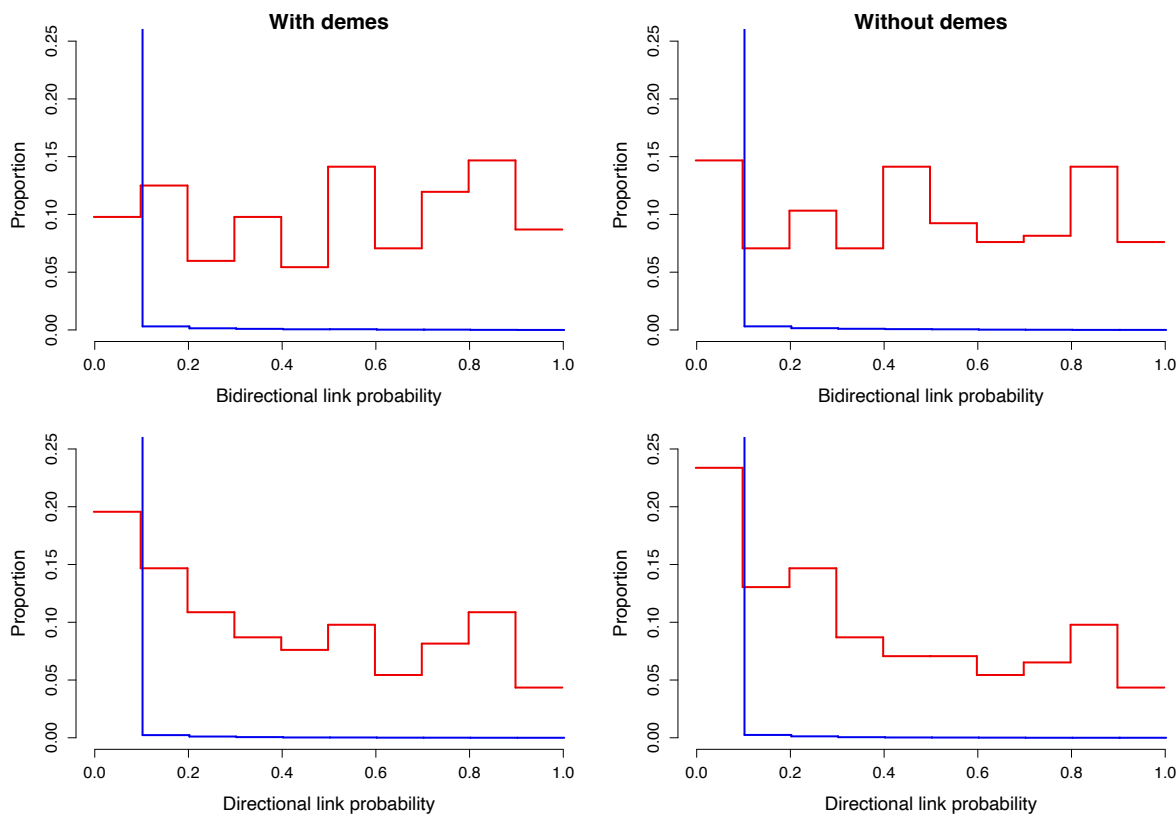 With demes
Without demes
Proportion
0.00 0.05 0.10 0.15 0.20 0.25
0.0 0.2 0.4 0.6 0.8 1.0
Bidirectional link probability
Proportion
0.00 0.05 0.10 0.15 0.20 0.25
0.0 0.2 0.4 0.6 0.8 1.0
Bidirectional link probability
Proportion
0.00 0.05 0.10 0.15 0.20 0.25
0.0 0.2 0.4 0.6 0.8 1.0
Directional link probability
Proportion
0.00 0.05 0.10 0.15 0.20 0.25
0.0 0.2 0.4 0.6 0.8 1.0
Directional link probability